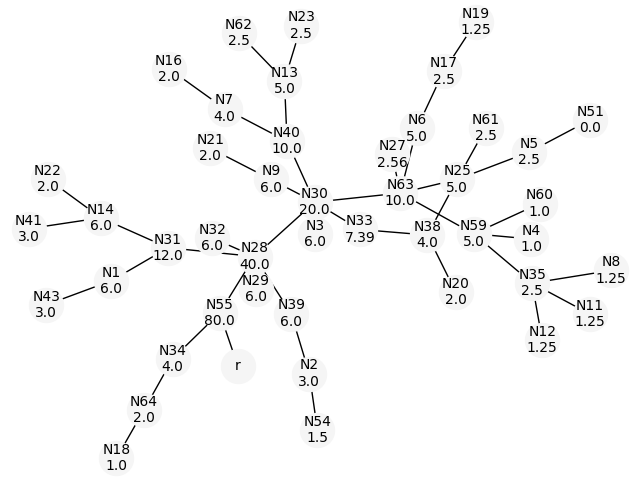 N19
1.25
N23
2.5
N62
2.5
N16
2.0
N17
2.5
N13
5.0
N7
4.0
N51
0.0
N6
5.0
N61
2.5
N40
10.0
N21
2.0
N27
2.56
N5
2.5
N9
6.0
N25
5.0
N22
2.0
N63
10.0
N30
20.0
N60
1.0
N14
6.0
N41
3.0
N33
7.39
N3
6.0
N38
4.0
N59
5.0
N4
1.0
N32
6.0
N31
12.0
N28
40.0
N1
6.0
N8
1.25
N35
2.5
N20
2.0
N29
6.0
N43
3.0
N55
80.0
N39
6.0
N11
1.25
N12
1.25
N34
4.0
r
N2
3.0
N64
2.0
N54
1.5
N18
1.0